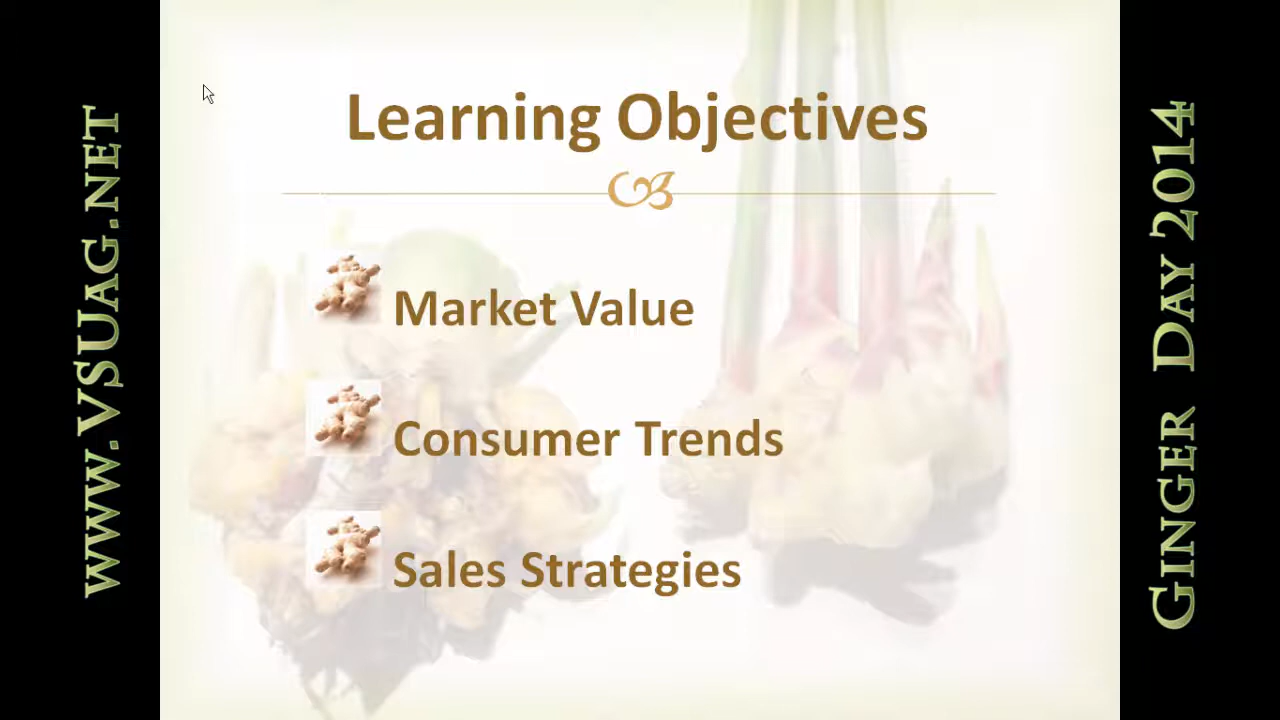 www.VSUAG.NET
Learning Objectives
Market Value
Consumer Trends
Sales Strategies
GINGER DAY 2014